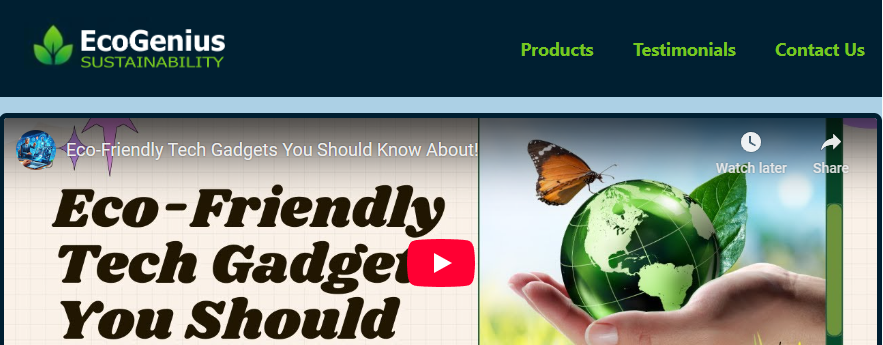 EcoGenius
SUSTAINABILITY
Products Testimonials Contact Us
Eco-Friendly Tech Gadgets You Should Know About!
Watch later Share
Eco-Friendly
Tech Gadget
You Should